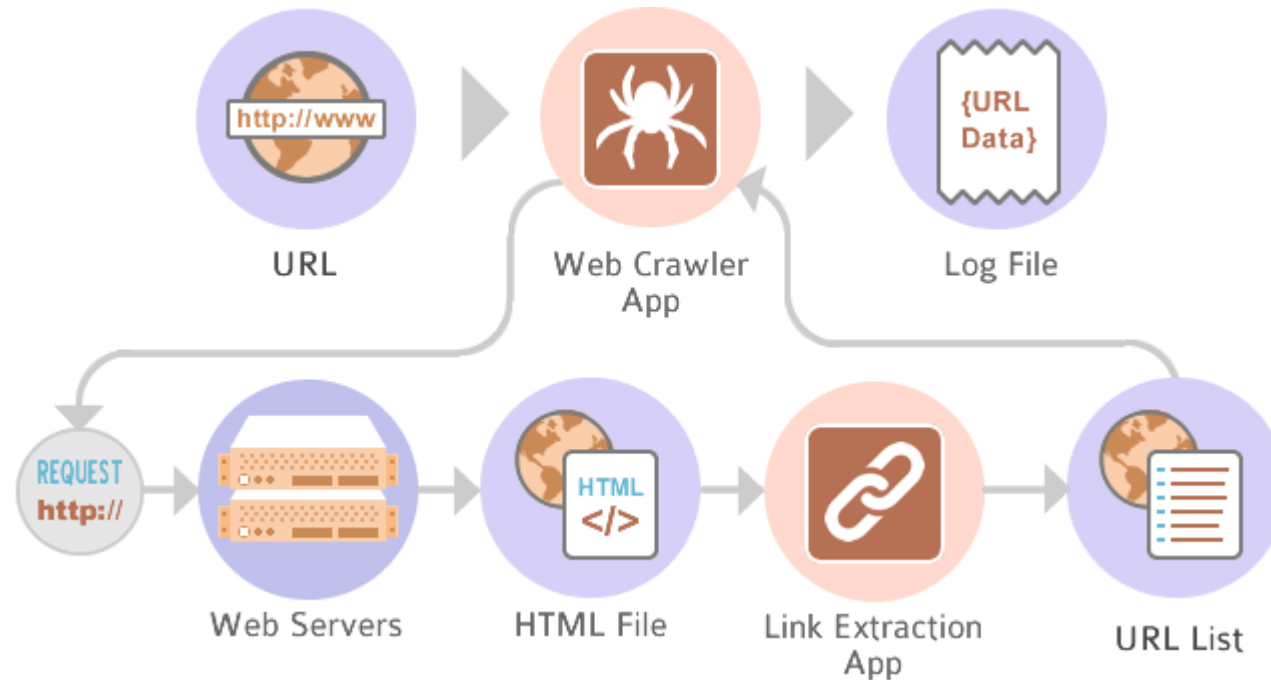 http://www
{URL
Data}
URL
Web Crawler
App
Log File
REQUEST
http://
HTML
</>
Web Servers
HTML File
Link Extraction
App
URL List